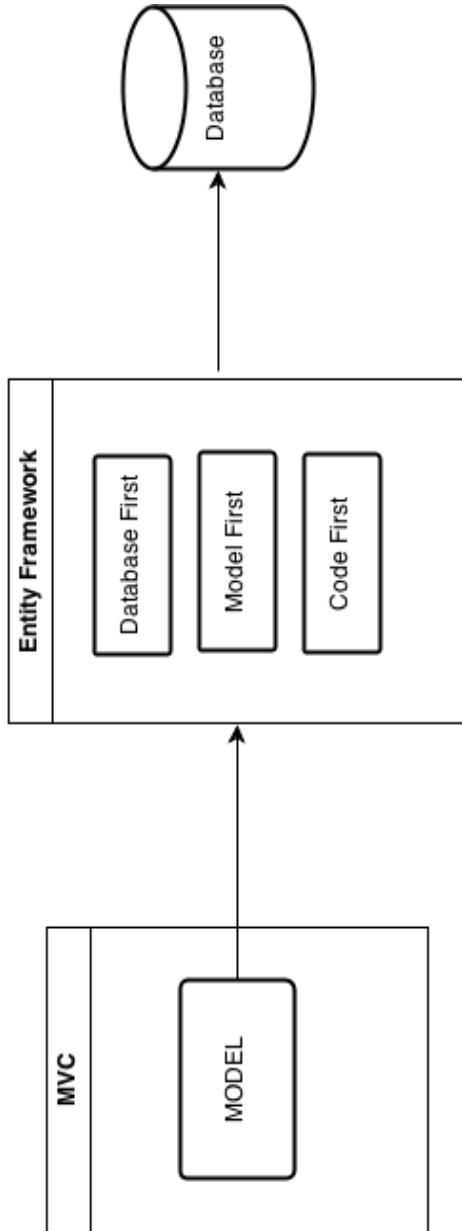 MVC
MODEL
Entity Framework
Database First
Model First
Code First
Database